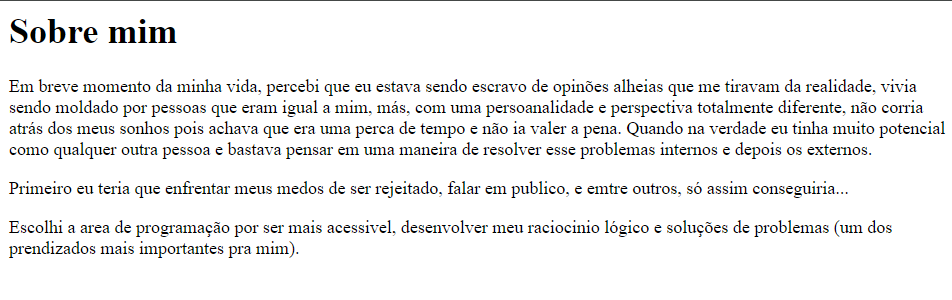 Sobre mim
Em breve momento da minha vida, percebi que eu estava sendo escravo de opinões alheias que me tiravam da realidade, vivia
sendo moldado por pessoas que eram igual a mim, más, com uma persoanalidade e perspectiva totalmente diferente, não corria
atrás dos meus sonhos pois achava que era uma perca de tempo e não ia valer a pena. Quando na verdade eu tinha muito potencial
como qualquer outra pessoa e bastava pensar em uma maneira de resolver esse problemas internos e depois os externos.
Primeiro eu teria que enfrentar meus medos de ser rejeitado, falar em publico, e emtre outros, só assim conseguiria...
Escolhi a area de programação por ser mais acessivel, desenvolver meu raciocinio lógico e soluções de problemas (um dos
prendizados mais importantes pra mim).